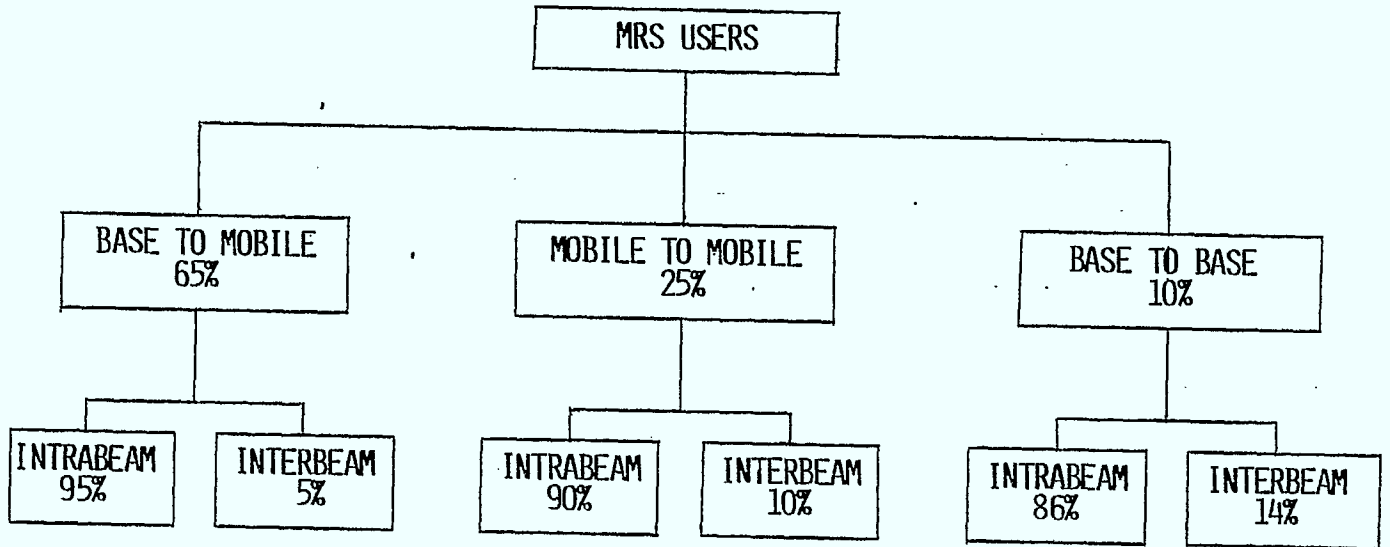 MRS USERS
BASE TO MOBILE
65%
MOBILE TO MOBILE
25%
BASE TO BASE
10%
INTRABEAM
95%
INTERBEAM
5%
INTRABEAM
90%
INTERBEAM
10%
INTRABEAM
86%
INTERBEAM
14%